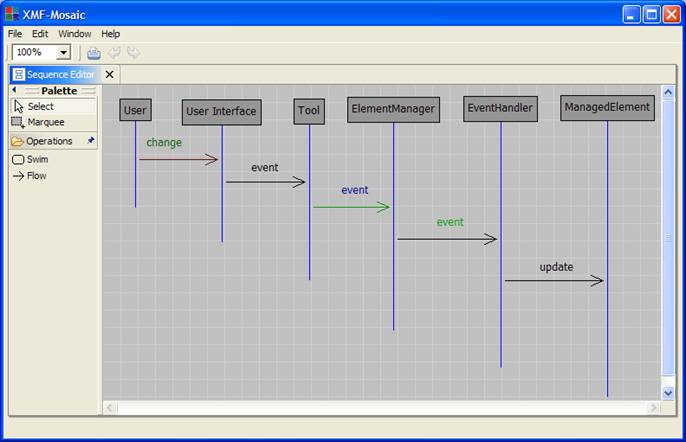 XMF-Mosaic
File Edit Window Help
100%
Sequence Editor
Palette
Select
Marquee
Operations
Swim
Flow
User User Interface Tool ElementManager EventHandler ManagedElement
change
event
event
event
update